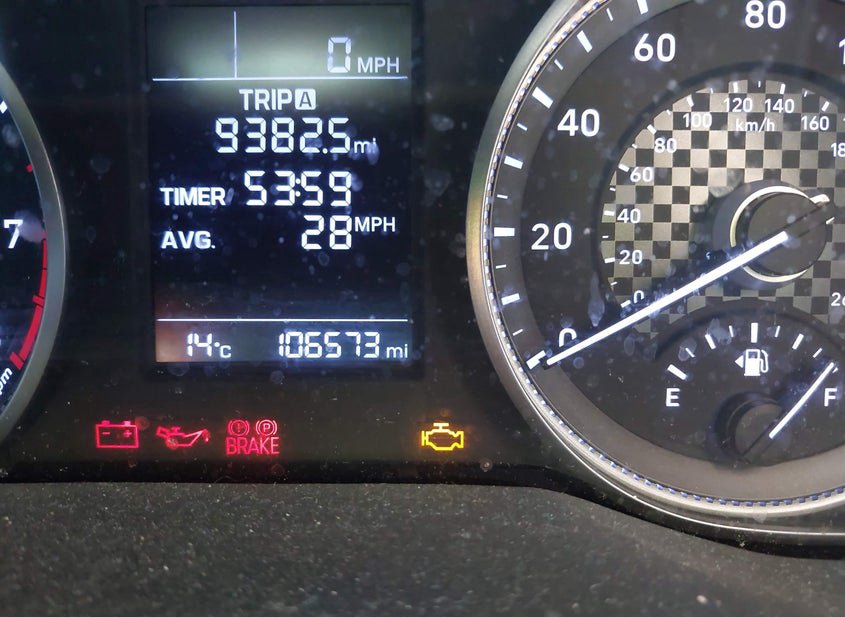 0 MPH
TRIP A
9382.5 mi
TIMER 53:59
AVG. 28 MPH
14°C 106573 mi
7
BRAKE
(!) (P)
- +
0
20
40
60
80
km/h
0
20
40
60
80
100
120
140
160
E F